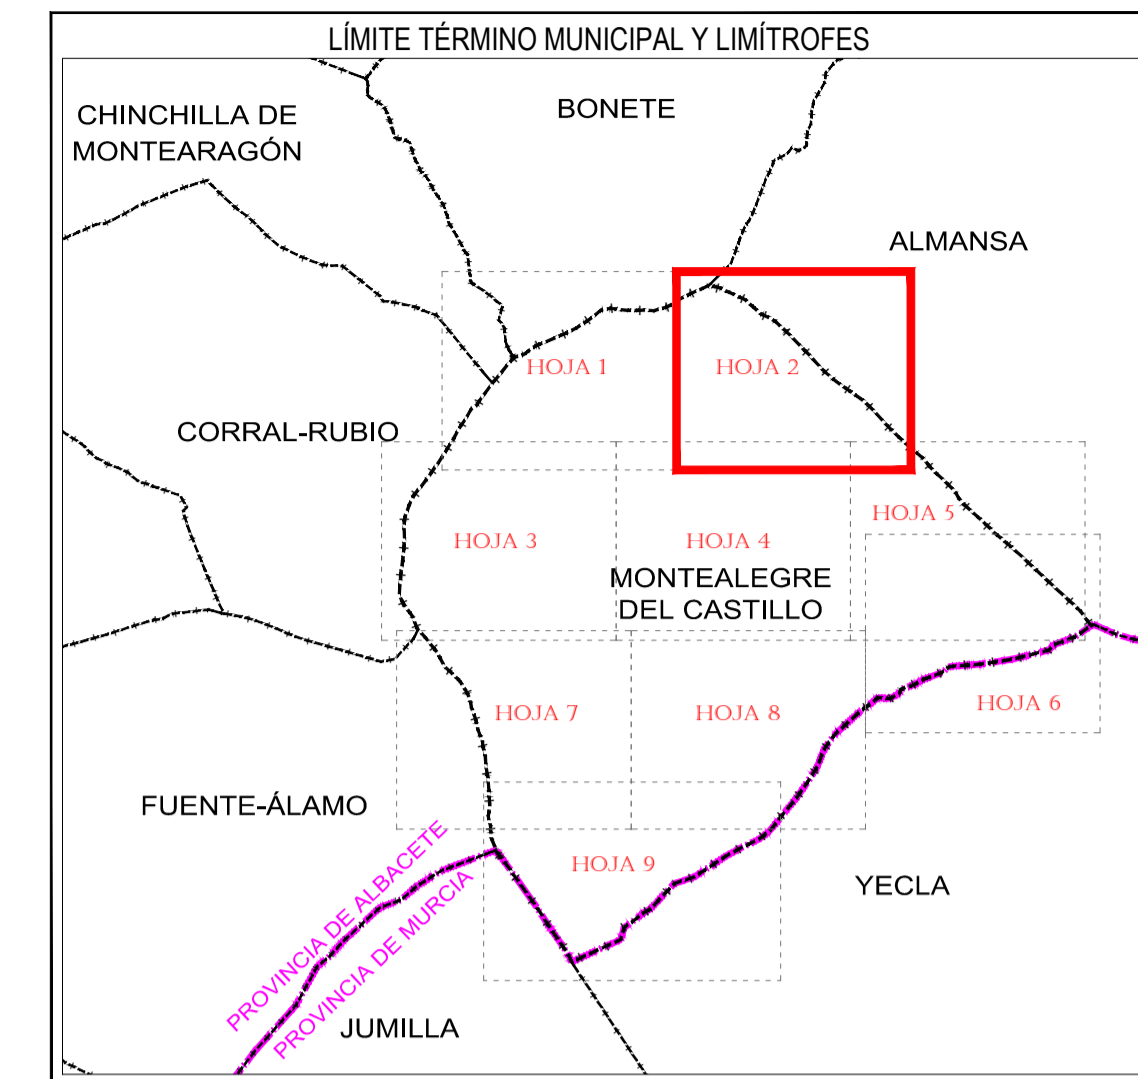 LÍMITE TÉRMINO MUNICIPAL Y LIMÍTROFES
CHINCHILLA DE
MONTEARAGÓN
BONETE
ALMANSA
HOJA 1
HOJA 2
CORRAL-RUBIO
HOJA 3
HOJA 4
HOJA 5
MONTEALEGRE
DEL CASTILLO
HOJA 7
HOJA 8
HOJA 6
FUENTE-ÁLAMO
HOJA 9
YECLA
PROVINCIA DE ALBACETE
PROVINCIA DE MURCIA
JUMILLA